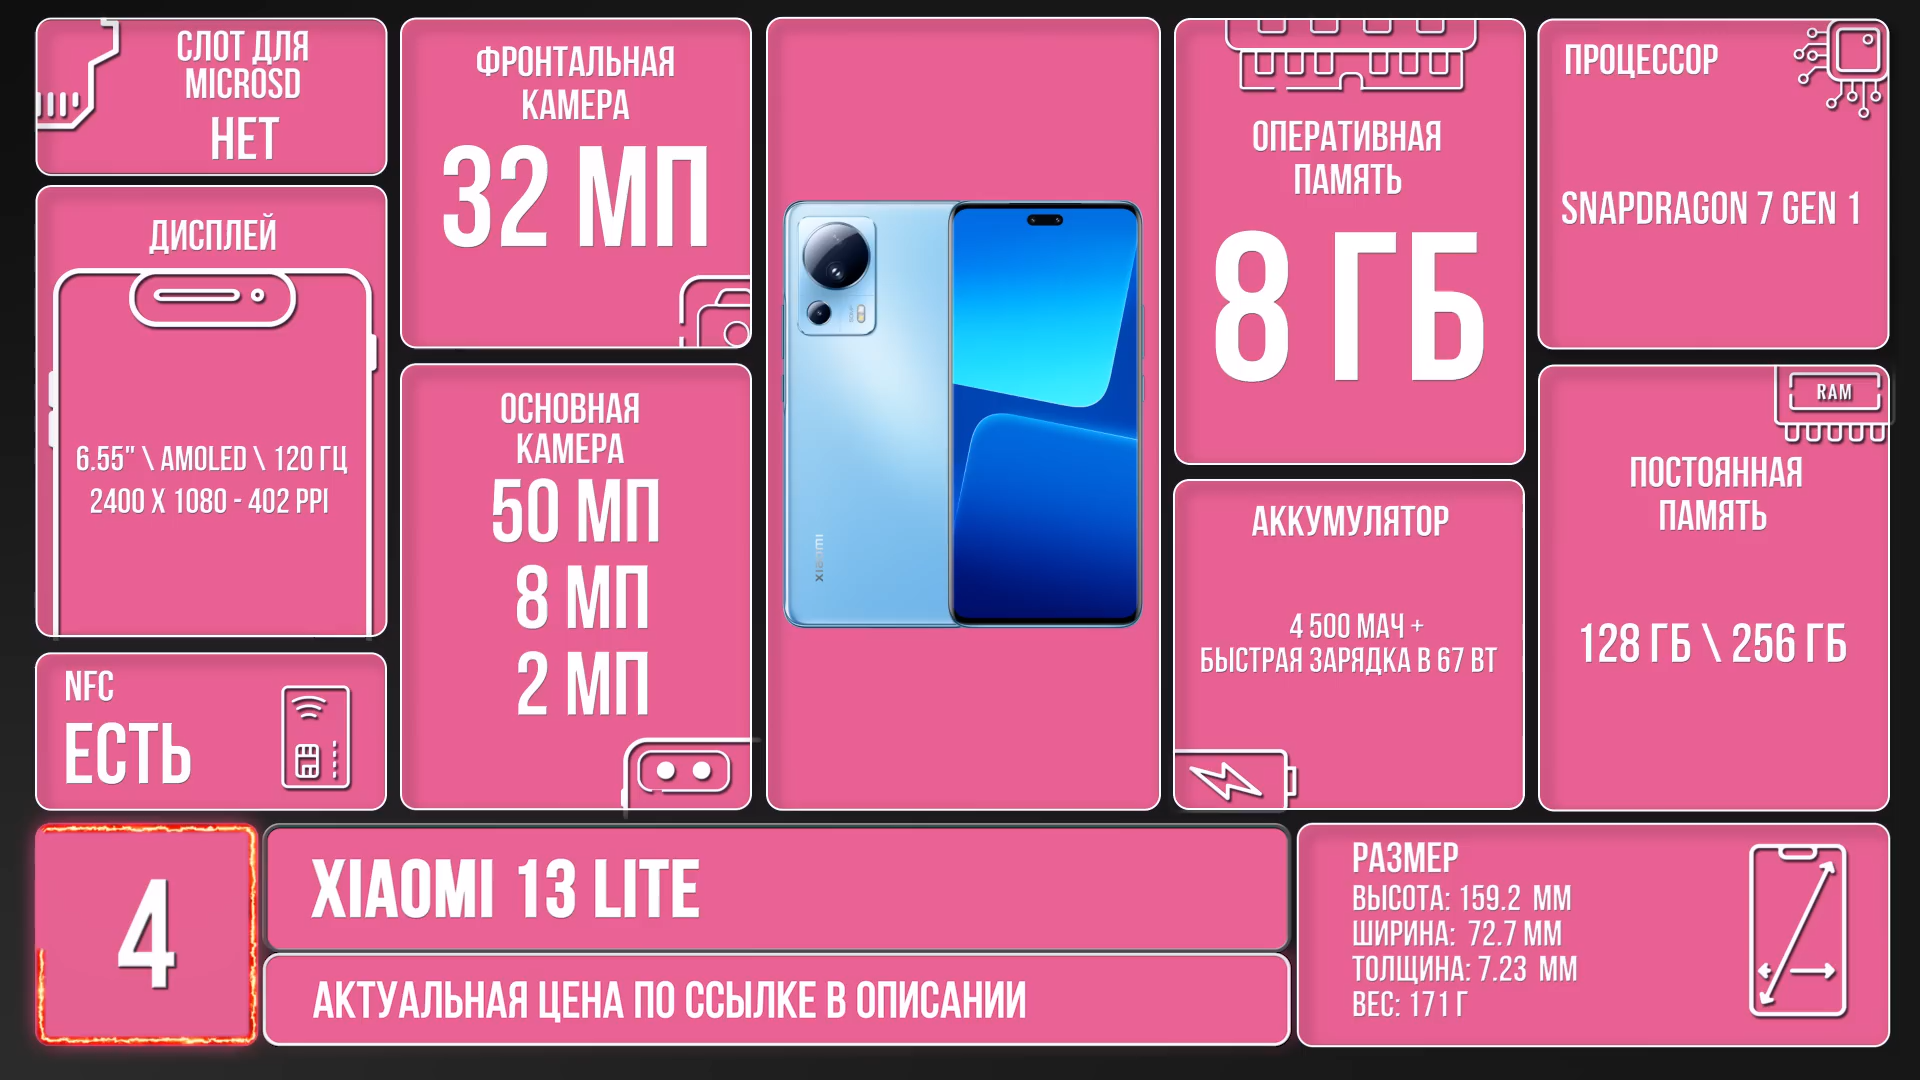 СЛОТ ДЛЯ
MICROSD
НЕТ
ДИСПЛЕЙ
6.55" \ AMOLED \ 120 ГЦ
2400 X 1080 - 402 PPI
NFC
ЕСТЬ
ФРОНТАЛЬНАЯ
КАМЕРА
32 МП
ОСНОВНАЯ
КАМЕРА
50 МП
8 МП
2 МП
XIAOMI
ОПЕРАТИВНАЯ
ПАМЯТЬ
8 ГБ
АККУМУЛЯТОР
4 500 МАЧ +
БЫСТРАЯ ЗАРЯДКА В 67 ВТ
ПРОЦЕССОР
SNAPDRAGON 7 GEN 1
RAM
ПОСТОЯННАЯ
ПАМЯТЬ
128 ГБ \ 256 ГБ
4
XIAOMI 13 LITE
АКТУАЛЬНАЯ ЦЕНА ПО ССЫЛКЕ В ОПИСАНИИ
РАЗМЕР
ВЫСОТА: 159.2 ММ
ШИРИНА: 72.7 ММ
ТОЛЩИНА: 7.23 ММ
ВЕС: 171 Г